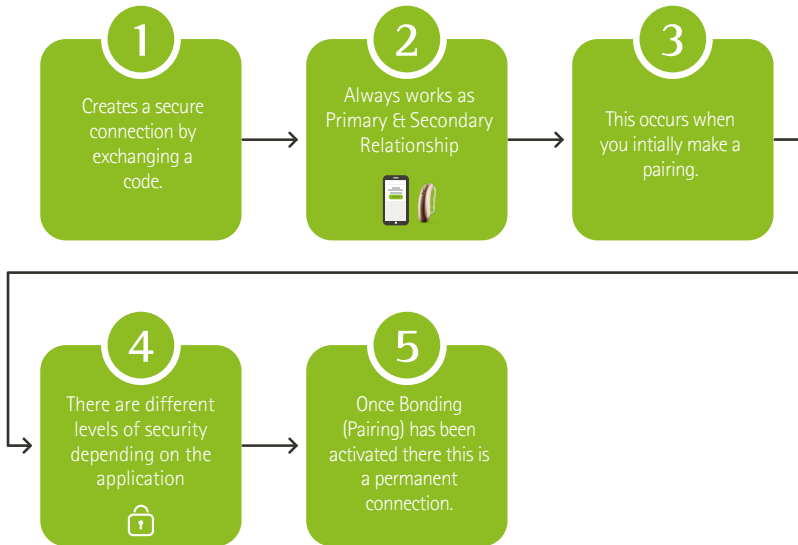 1
Creates a secure
connection by
exchanging a
code.
2
Always works as
Primary & Secondary
Relationship
3
This occurs when
you intially make a
pairing.
4
There are different
levels of security
depending on the
application
5
Once Bonding
(Pairing) has been
activated there this is
a permanent
connection.